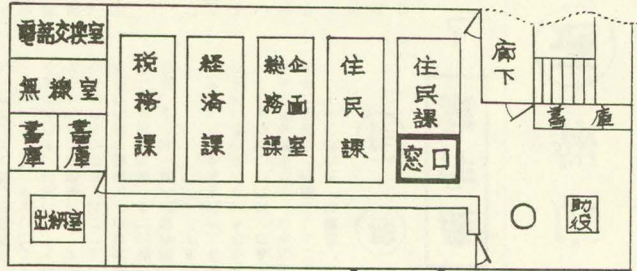 電話交換室
無線室
書庫
書庫
出納室
税務課
経済課
総務課
企画室
住民課
住民課
窓口
廊下
書庫
助役